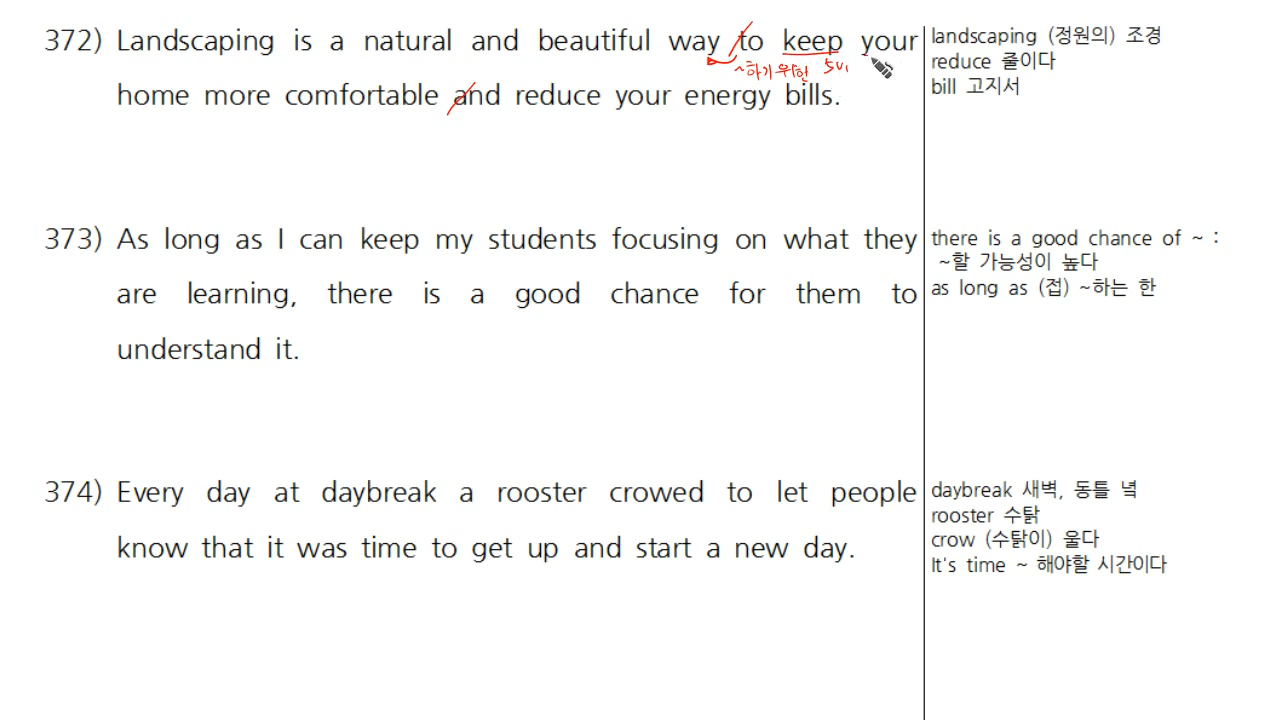 372) Landscaping is a natural and beautiful way to keep your
~하기 위한 5V,
home more comfortable and reduce your energy bills.
landscaping (정원의) 조경
reduce 줄이다
bill 고지서
373) As long as I can keep my students focusing on what they
are learning, there is a good chance for them to
understand it.
there is a good chance of ~ :
~할 가능성이 높다
as long as (접) ~하는 한
374) Every day at daybreak a rooster crowed to let people
know that it was time to get up and start a new day.
daybreak 새벽, 동틀 녘
rooster 수탉
crow (수탉이) 울다
It's time ~ 해야할 시간이다